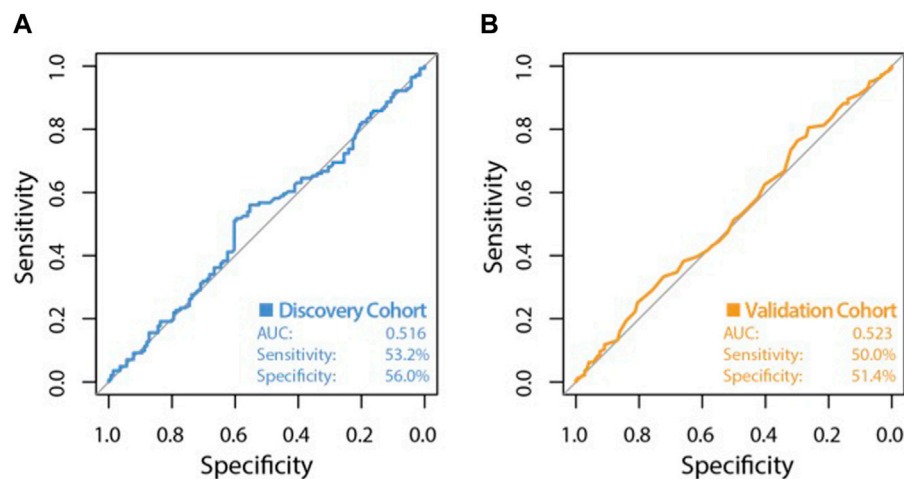 A
B
Sensitivity
1.0
0.8
0.6
0.4
0.2
0.0
Discovery Cohort
AUC: 0.516
Sensitivity: 53.2%
Specificity: 56.0%
1.0 0.8 0.6 0.4 0.2 0.0
Specificity
Sensitivity
1.0
0.8
0.6
0.4
0.2
0.0
Validation Cohort
AUC: 0.523
Sensitivity: 50.0%
Specificity: 51.4%
1.0 0.8 0.6 0.4 0.2 0.0
Specificity